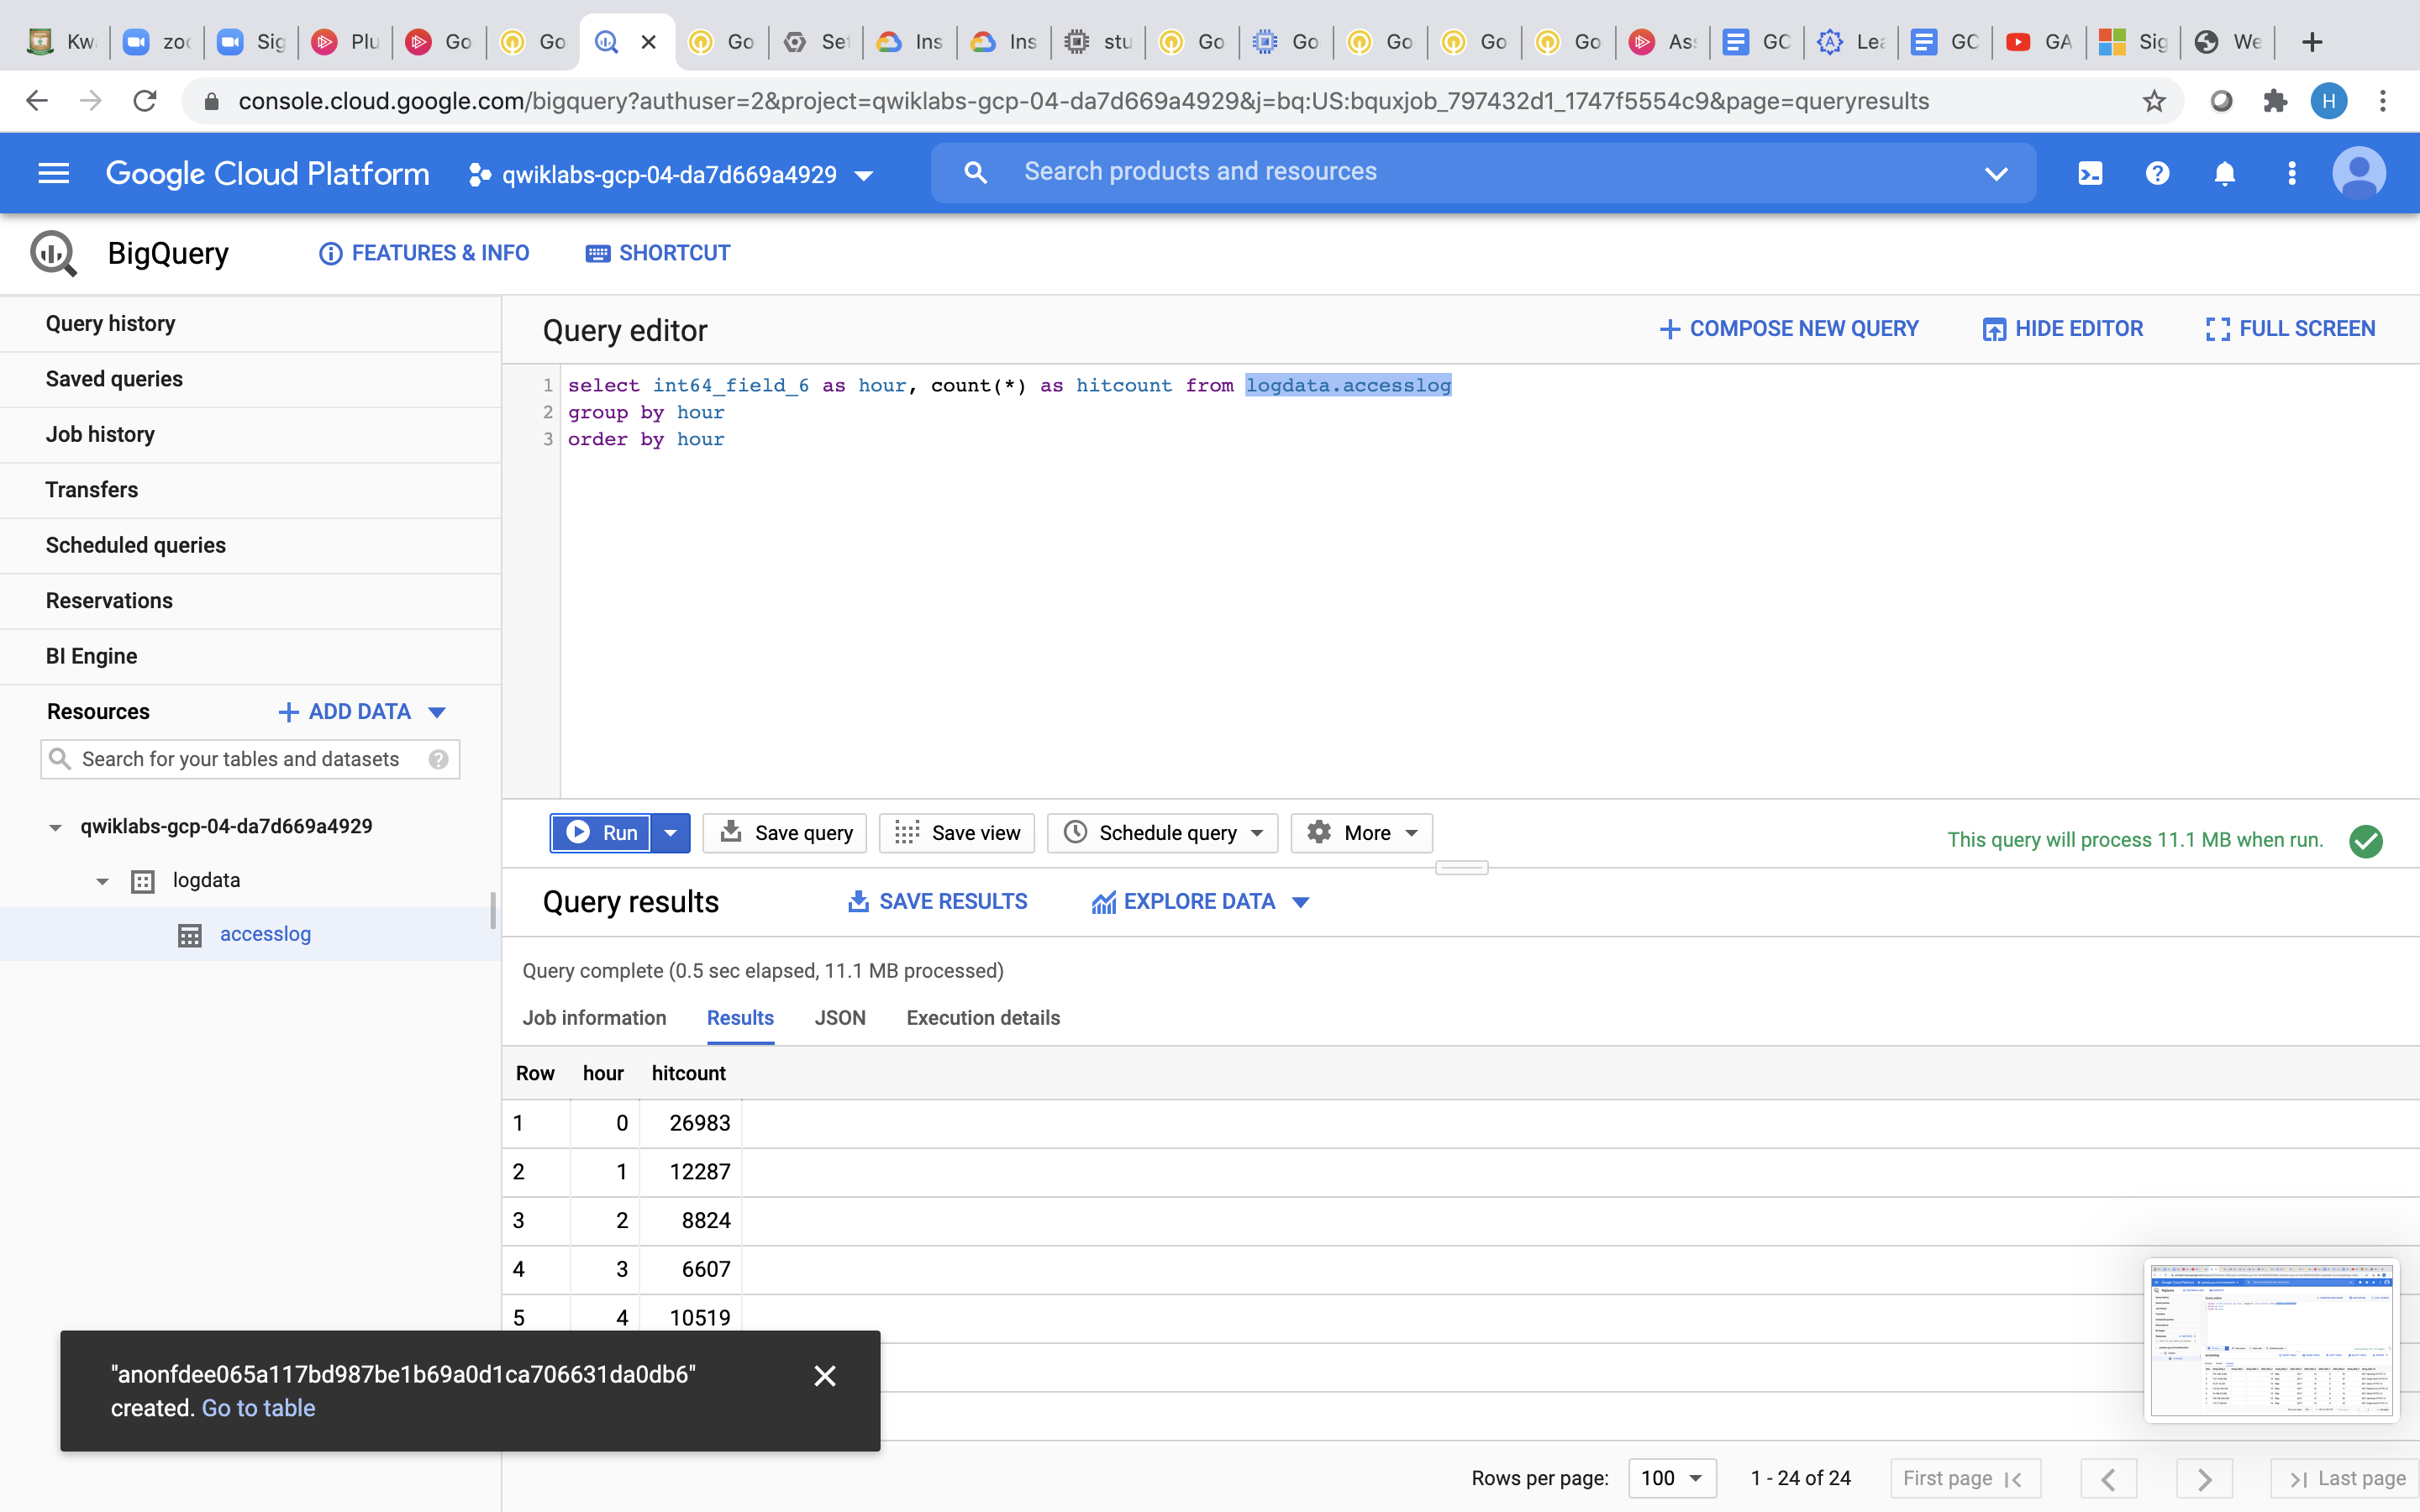 Kw
zoo
Sig
Plu
Go
Go
Go
Set
Ins
Ins
stu
Go
Go
Go
Go
Go
Ass
GC
Lea
GC
GA
Sig
We
console.cloud.google.com/bigquery?authuser=2&project=qwiklabs-gcp-04-da7d669a4929&j=bq:US:bquxjob_797432d1_1747f5554c9&page=queryresults
H
Google Cloud Platform
qwiklabs-gcp-04-da7d669a4929
Search products and resources
BigQuery
FEATURES & INFO
SHORTCUT
Query history
Saved queries
Job history
Transfers
Scheduled queries
Reservations
BI Engine
Resources
ADD DATA
Search for your tables and datasets
qwiklabs-gcp-04-da7d669a4929
logdata
accesslog
Query editor
COMPOSE NEW QUERY
HIDE EDITOR
FULL SCREEN
1 select int64_field_6 as hour, count(*) as hitcount from logdata.accesslog
2 group by hour
3 order by hour
Run
Save query
Save view
Schedule query
More
This query will process 11.1 MB when run.
Query results
SAVE RESULTS
EXPLORE DATA
Query complete (0.5 sec elapsed, 11.1 MB processed)
Job information Results JSON Execution details
Row hour hitcount
1 0 26983
2 1 12287
3 2 8824
4 3 6607
5 4 10519
"anonfdee065a117bd987be1b69a0d1ca706631da0db6"
created. Go to table
Rows per page: 100 1 - 24 of 24 First page Last page